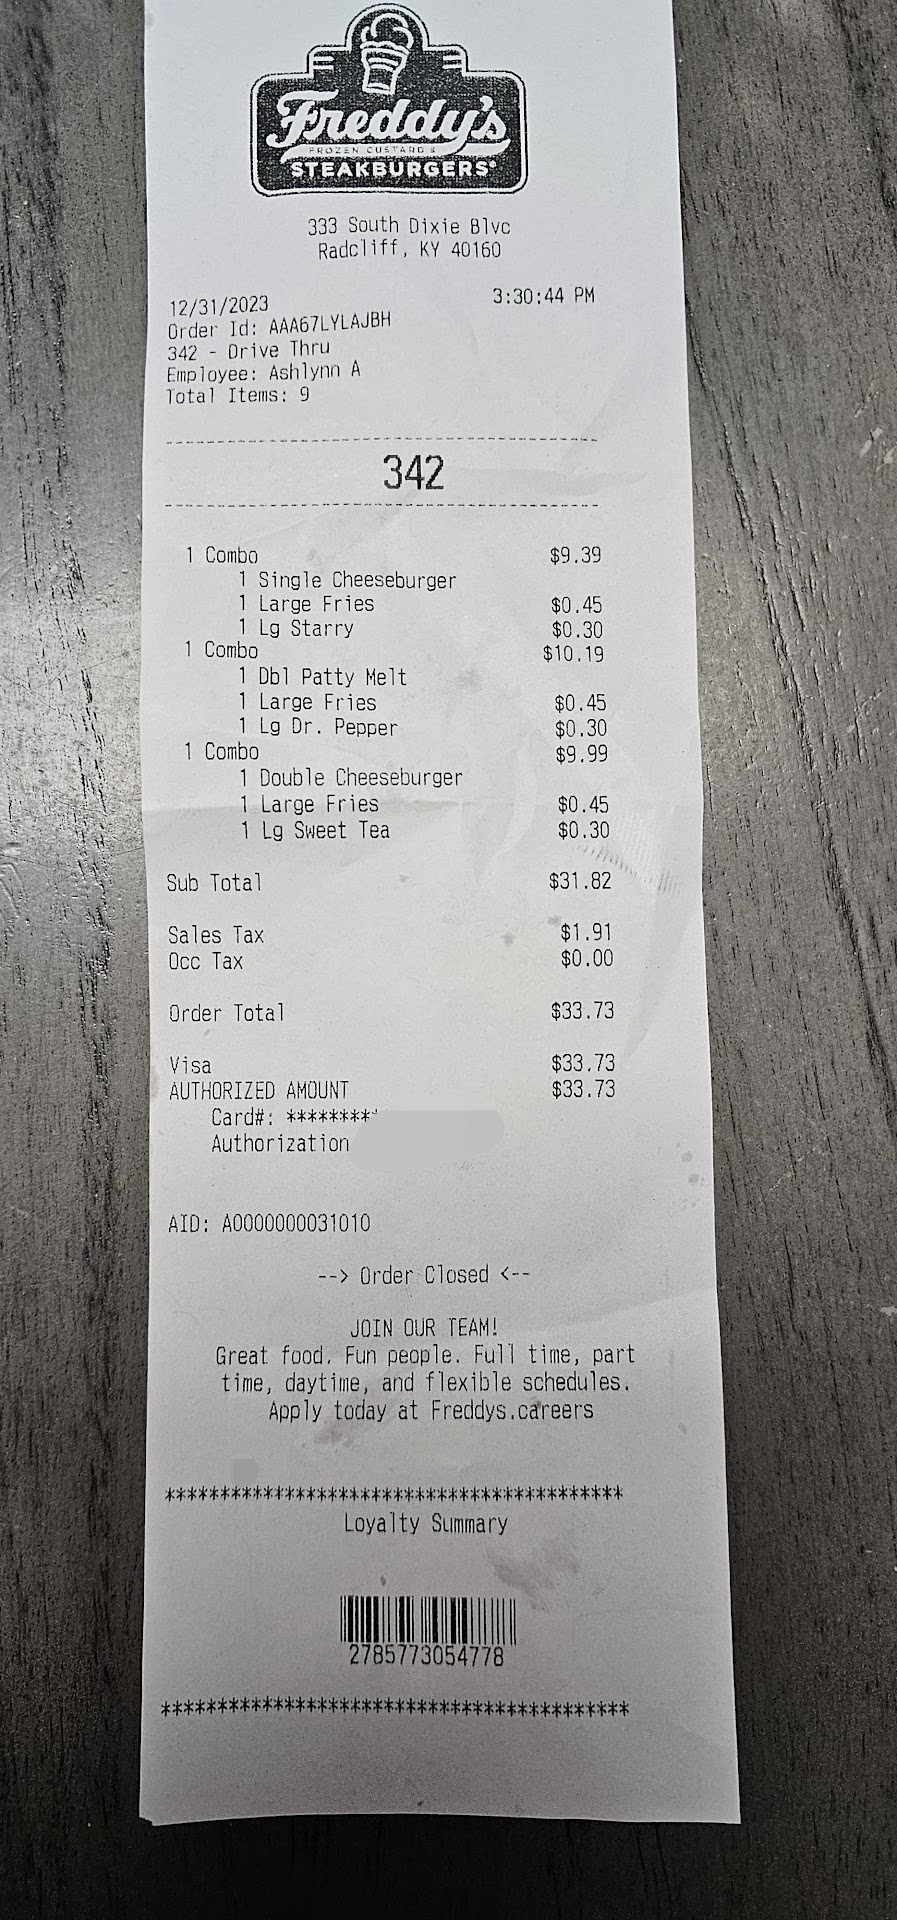 Freddy's
FROZEN CUSTARD &
STEAKBURGERS
333 South Dixie Blvc
Radcliff, KY 40160
12/31/2023 3:30:44 PM
Order Id: AAA67LYLAJBH
342 - Drive Thru
Employee: Ashlynn A
Total Items: 9
342
1 Combo $9.39
1 Single Cheeseburger
1 Large Fries $0.45
1 Lg Starry $0.30
1 Combo $10.19
1 Dbl Patty Melt
1 Large Fries $0.45
1 Lg Dr. Pepper $0.30
1 Combo $9.99
1 Double Cheeseburger
1 Large Fries $0.45
1 Lg Sweet Tea $0.30
Sub Total $31.82
Sales Tax $1.91
Occ Tax $0.00
Order Total $33.73
Visa $33.73
AUTHORIZED AMOUNT $33.73
Card#: ********
Authorization
AID: A0000000031010
--> Order Closed <--
JOIN OUR TEAM!
Great food. Fun people. Full time, part
time, daytime, and flexible schedules.
Apply today at Freddys.careers
******************************************
Loyalty Summary
2785773054778
******************************************